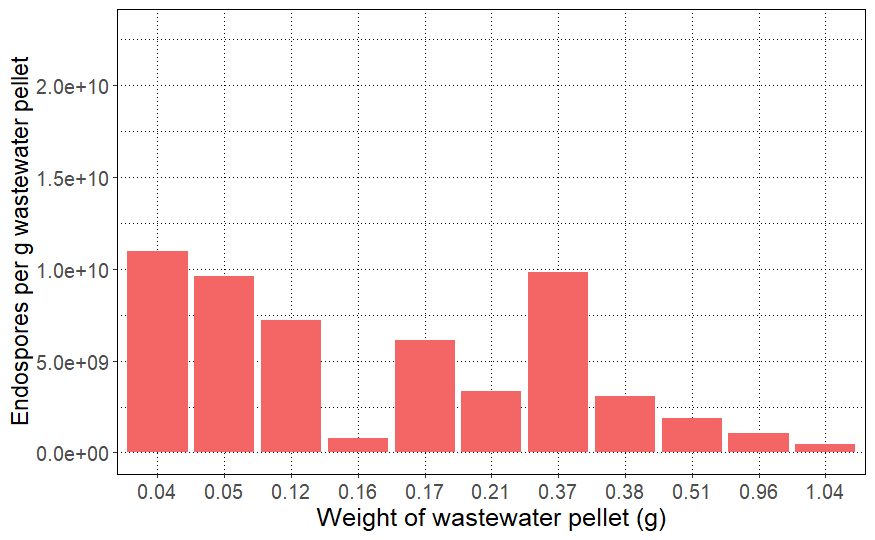 Endospores per g wastewater pellet
2.0e+10
1.5e+10
1.0e+10
5.0e+09
0.0e+00
0.04 0.05 0.12 0.16 0.17 0.21 0.37 0.38 0.51 0.96 1.04
Weight of wastewater pellet (g)